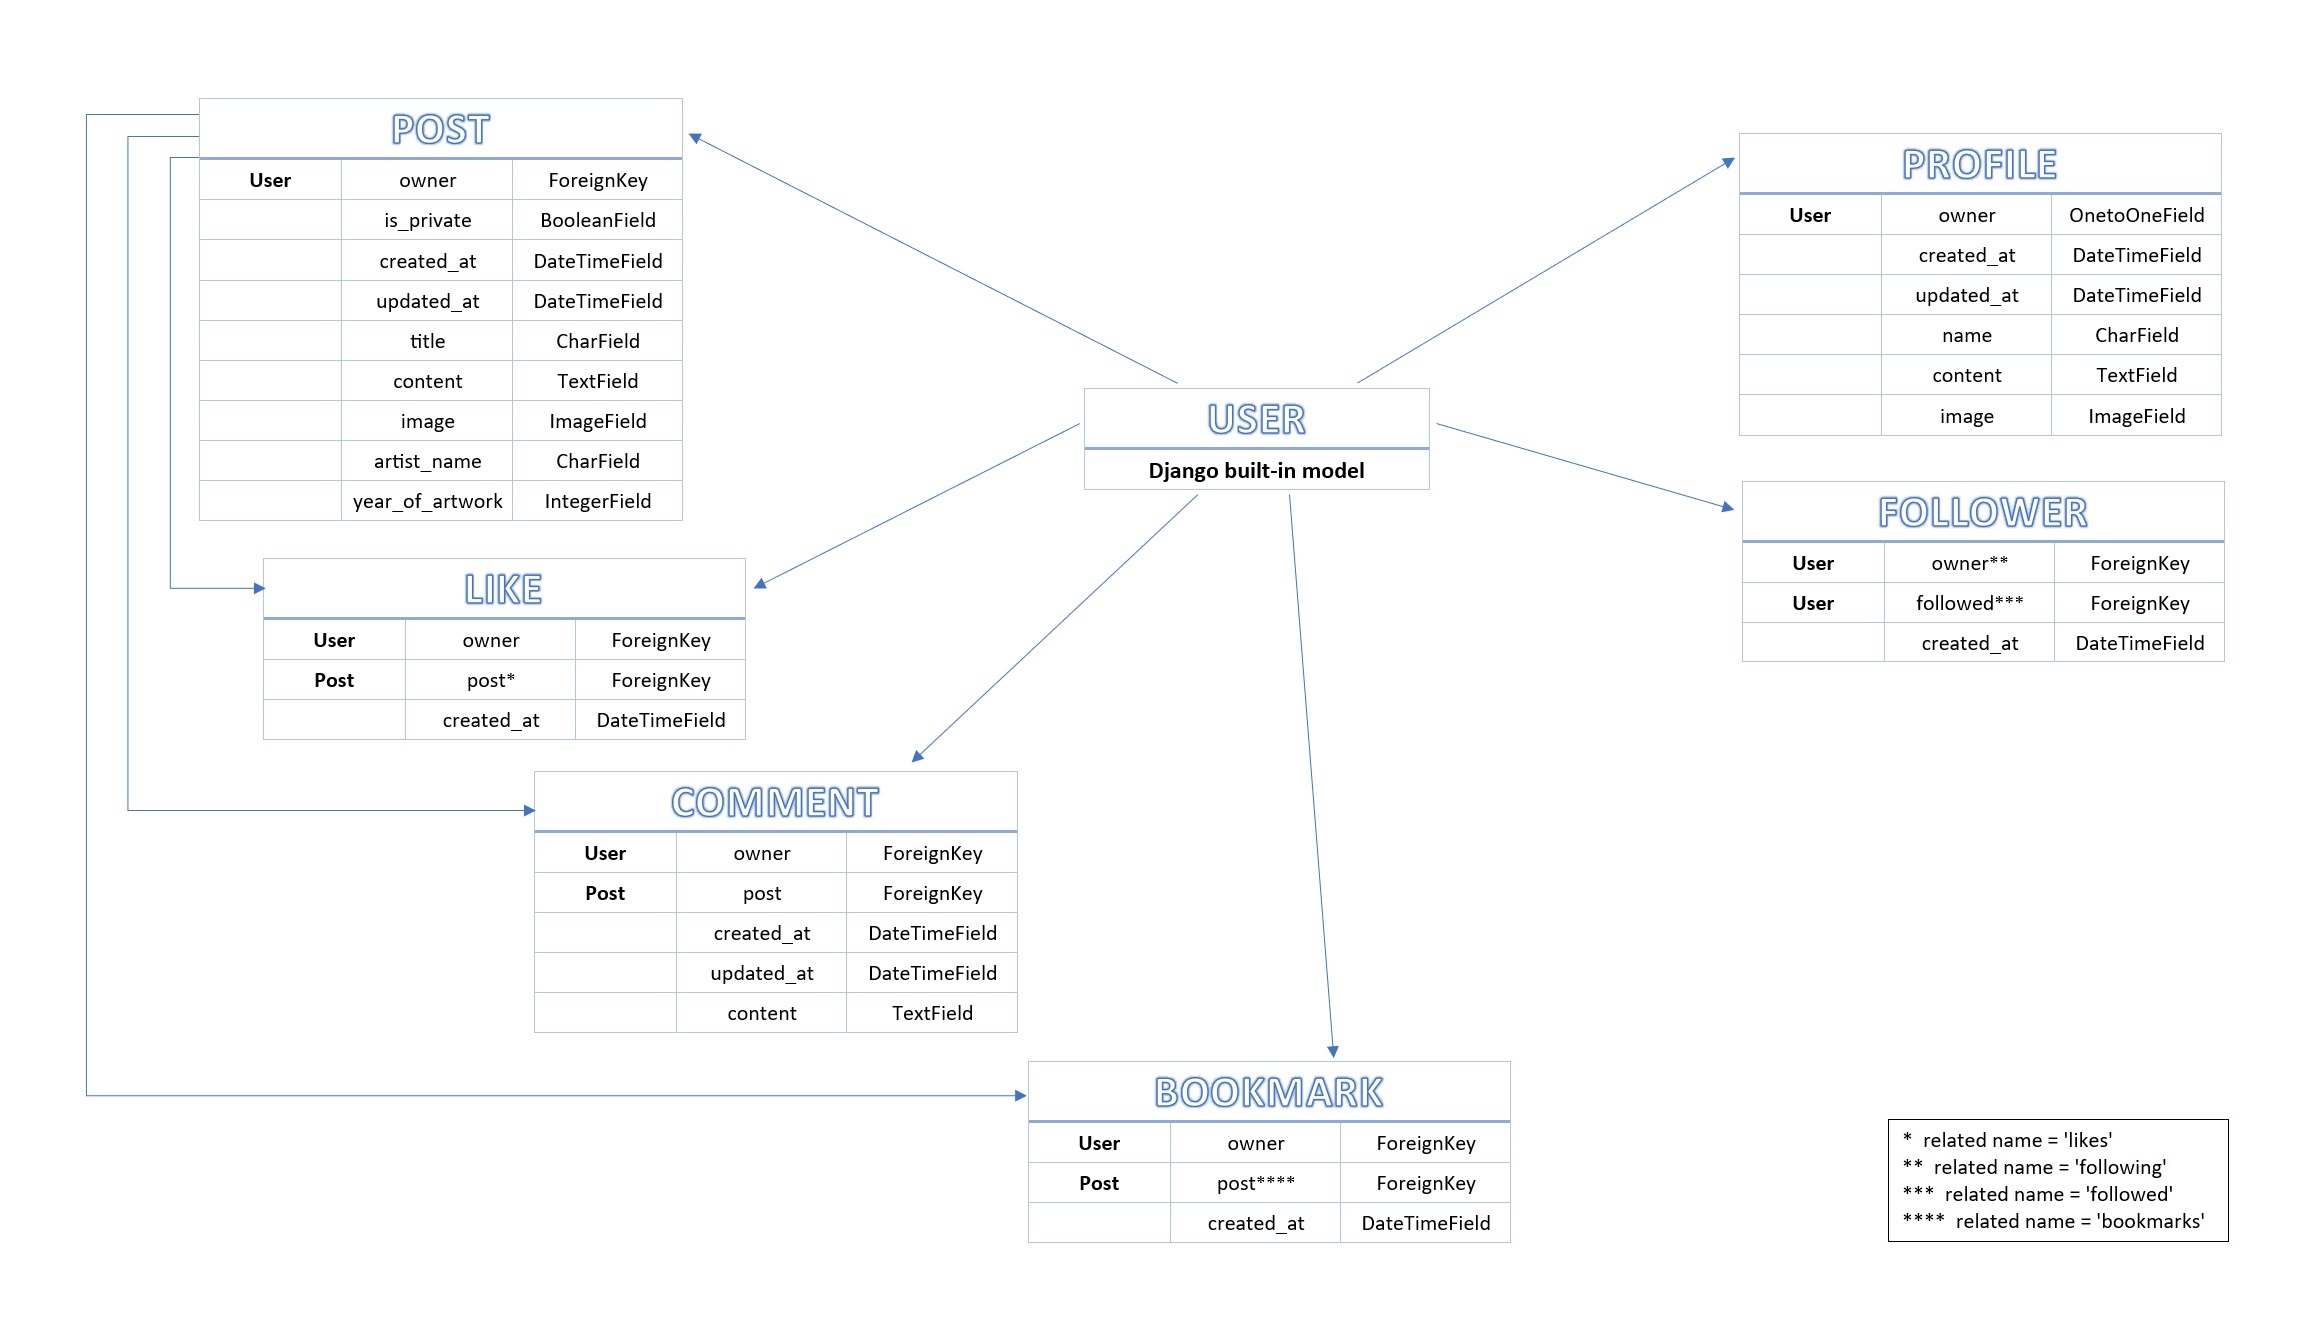 POST
User owner ForeignKey
is_private BooleanField
created_at DateTimeField
updated_at DateTimeField
title CharField
content TextField
image ImageField
artist_name CharField
year_of_artwork IntegerField
PROFILE
User owner OnetoOneField
created_at DateTimeField
updated_at DateTimeField
name CharField
content TextField
image ImageField
USER
Django built-in model
FOLLOWER
User owner** ForeignKey
User followed*** ForeignKey
created_at DateTimeField
LIKE
User owner ForeignKey
Post post* ForeignKey
created_at DateTimeField
COMMENT
User owner ForeignKey
Post post ForeignKey
created_at DateTimeField
updated_at DateTimeField
content TextField
BOOKMARK
User owner ForeignKey
Post post**** ForeignKey
created_at DateTimeField
* related name = 'likes'
** related name = 'following'
*** related name = 'followed'
**** related name = 'bookmarks'